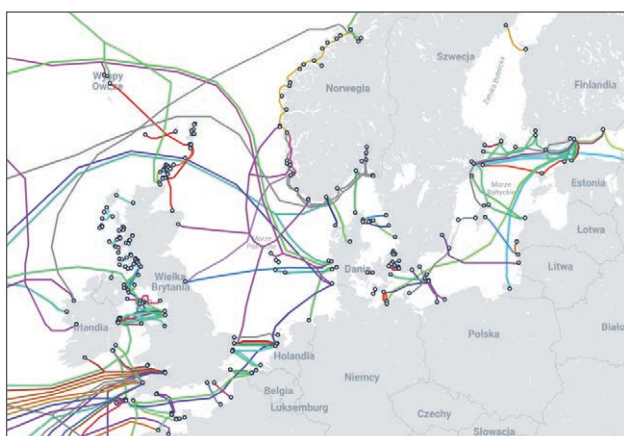 Szwecja
Norwegia
Finlandia
Zatoka Botnicka
Wyspy
Owcze
Estonia
Morze
Bałtyckie
Łotwa
Morze
Dania
Litwa
Wielka
Brytania
Irlandia
Polska
Holandia
Niemcy
Belgia
Luksemburg
Czechy
Słowacja